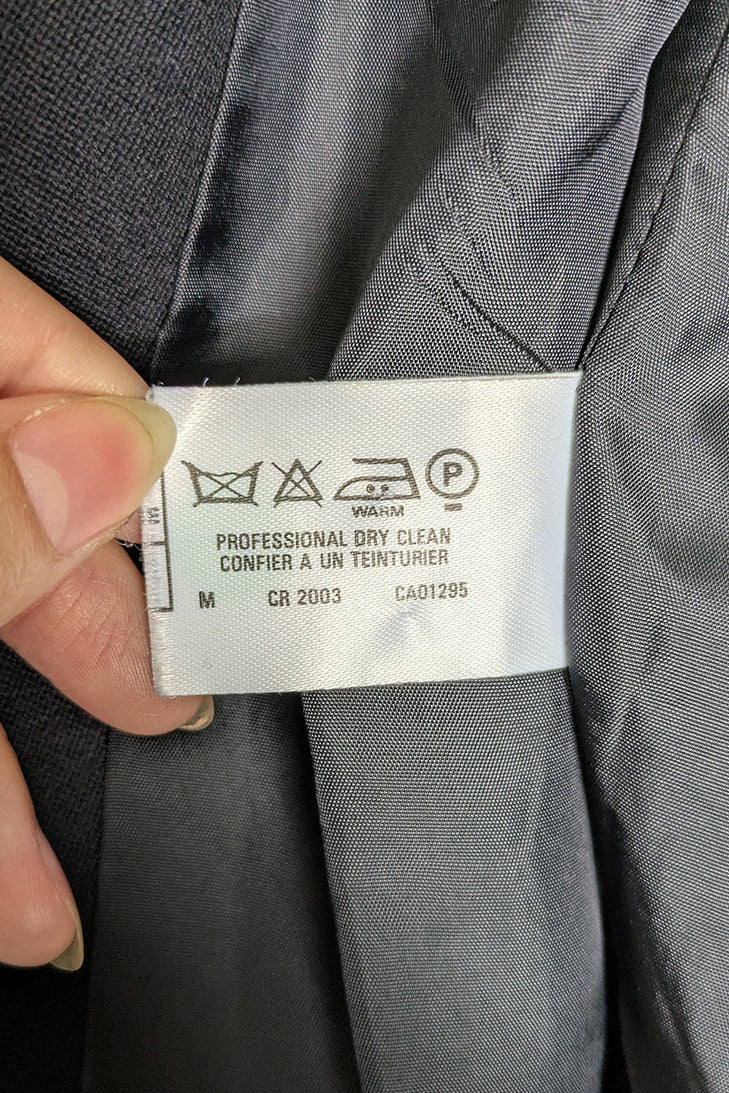 P
WARM
PROFESSIONAL DRY CLEAN
CONFIER A UN TEINTURIER
M CR 2003 CA01295